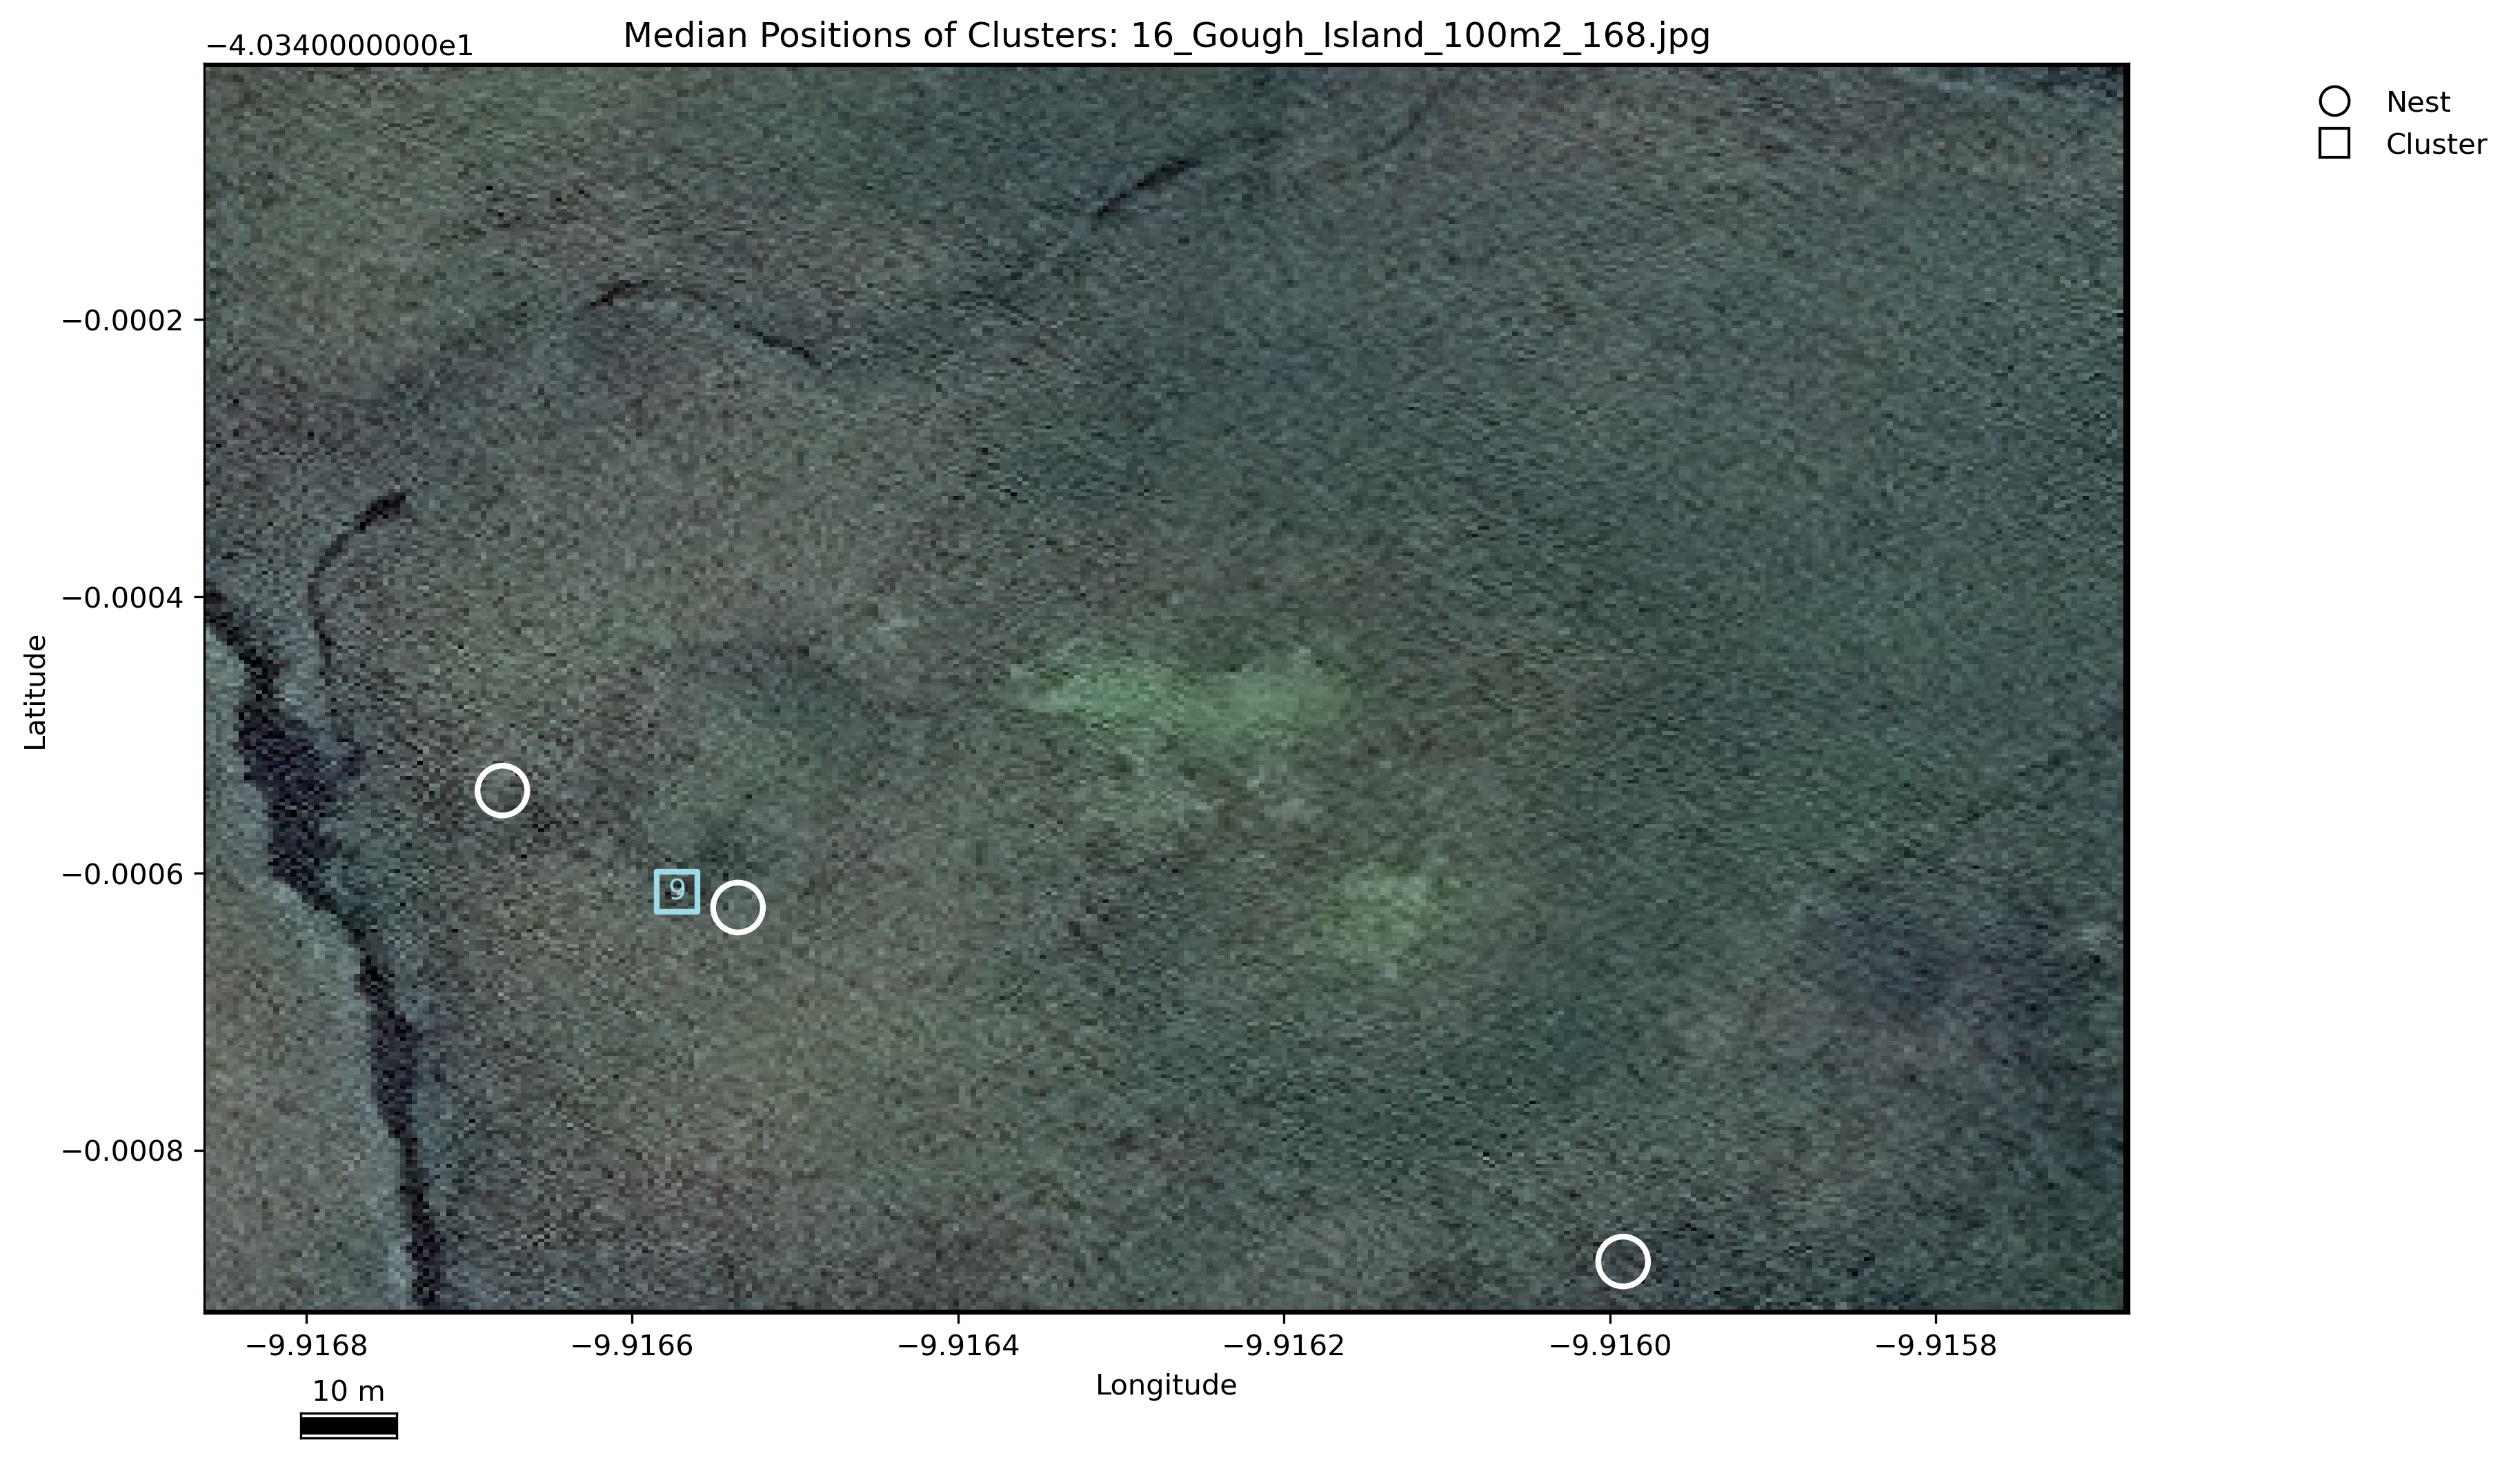 Median Positions of Clusters: 16_Gough_Island_100m2_168.jpg
−4.0340000000e1
Nest
Cluster
−0.0002
−0.0004
−0.0006
−0.0008
Latitude
9
−9.9168
−9.9166
−9.9164
−9.9162
−9.9160
−9.9158
Longitude
10 m